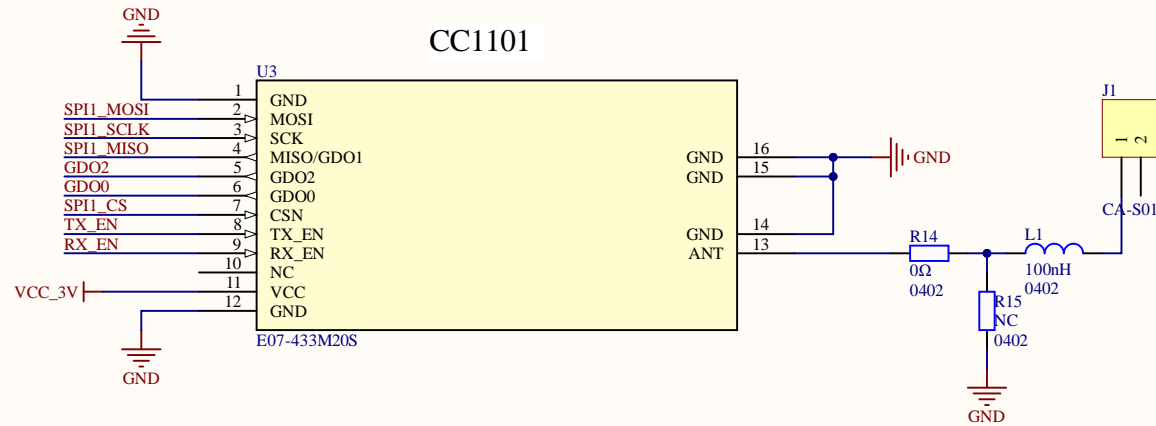 GND
CC1101
U3
J1
1
GND
SPI1_MOSI
2
MOSI
SPI1_SCLK
3
SCK
SPI1_MISO
4
MISO/GDO1
GDO2
5
GDO2
GDO0
6
GDO0
SPI1_CS
7
CSN
TX_EN
8
TX_EN
RX_EN
9
RX_EN
10
NC
VCC_3V
11
VCC
12
GND
E07-433M20S
GND
GND
16
GND
GND
15
GND
14
ANT
13
R14
0Ω
0402
L1
100nH
0402
R15
NC
0402
GND
1
2
CA-S01